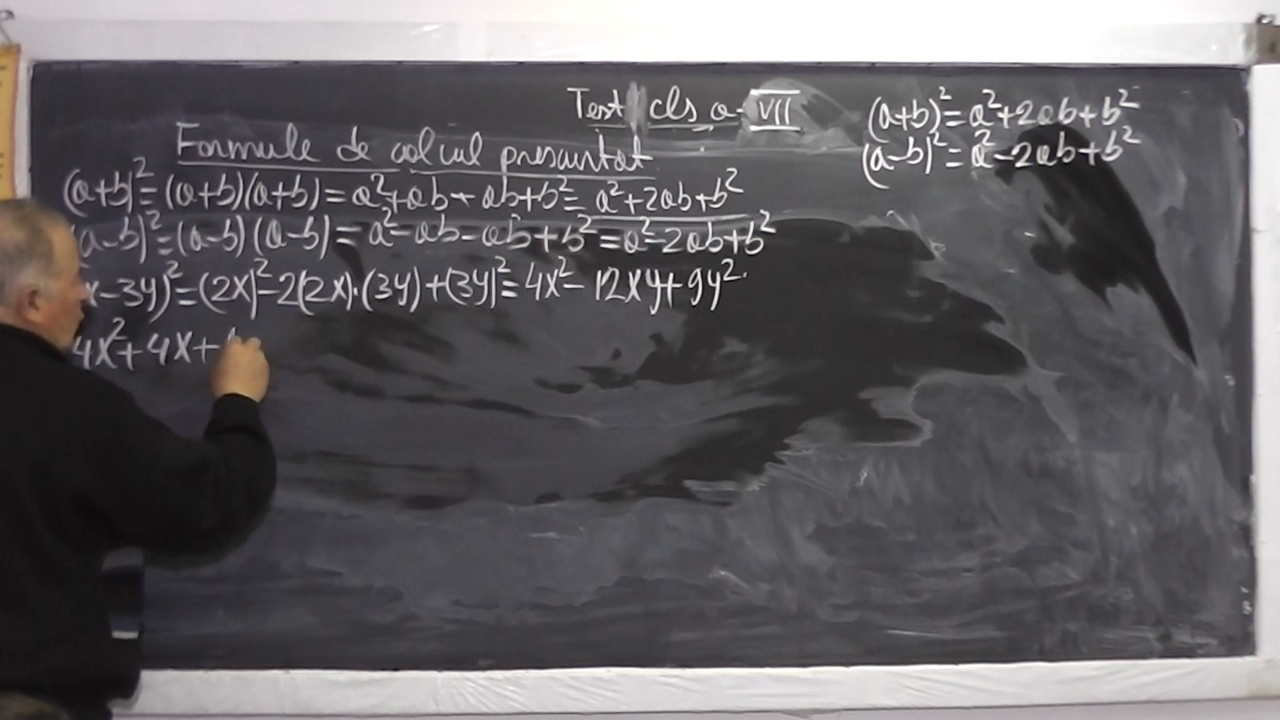 Test cls a-VII
(a+b)²=a²+2ab+b²
(a-b)²=a²-2ab+b²
Formule de calcul prescurtat
(a+b)²=(a+b)(a+b)=a²+ab+ab+b²=a²+2ab+b²
(a-b)²=(a-b)(a-b)=a²-ab-ab+b²=a²-2ab+b²
x-3y)²=(2x)²-2(2x)·(3y)+(3y)²=4x²-12xy+9y²
4x²+4x+